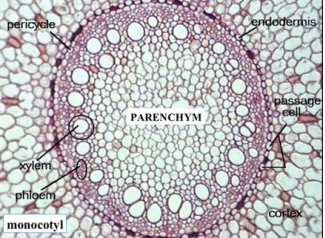 pericycle
endodermis
PARENCHYM
passage
cell
xylem
phloem
cortex
monocotyl